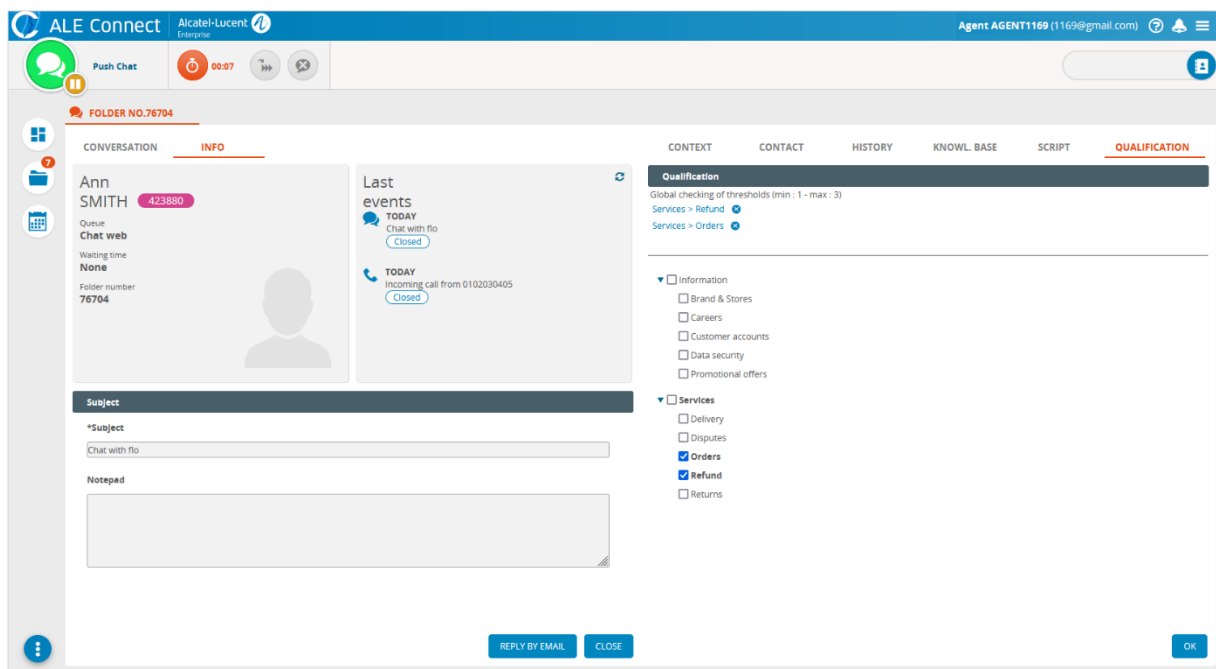 ALE Connect
Alcatel-Lucent
Enterprise
Agent AGENT1169 (1169@gmail.com)
Push Chat
00:07
FOLDER NO.76704
CONVERSATION INFO
CONTEXT CONTACT HISTORY KNOWL. BASE SCRIPT QUALIFICATION
7
Ann
SMITH 423880
Queue
Chat web
Waiting time
None
Folder number
76704
Last
events
TODAY
Chat with flo
Closed
TODAY
Incoming call from 0102030405
Closed
Subject
*Subject
Chat with flo
Notepad
REPLY BY EMAIL CLOSE
Qualification
Global checking of thresholds (min : 1 - max : 3)
Services > Refund
Services > Orders
Information
Brand & Stores
Careers
Customer accounts
Data security
Promotional offers
Services
Delivery
Disputes
Orders
Refund
Returns
OK